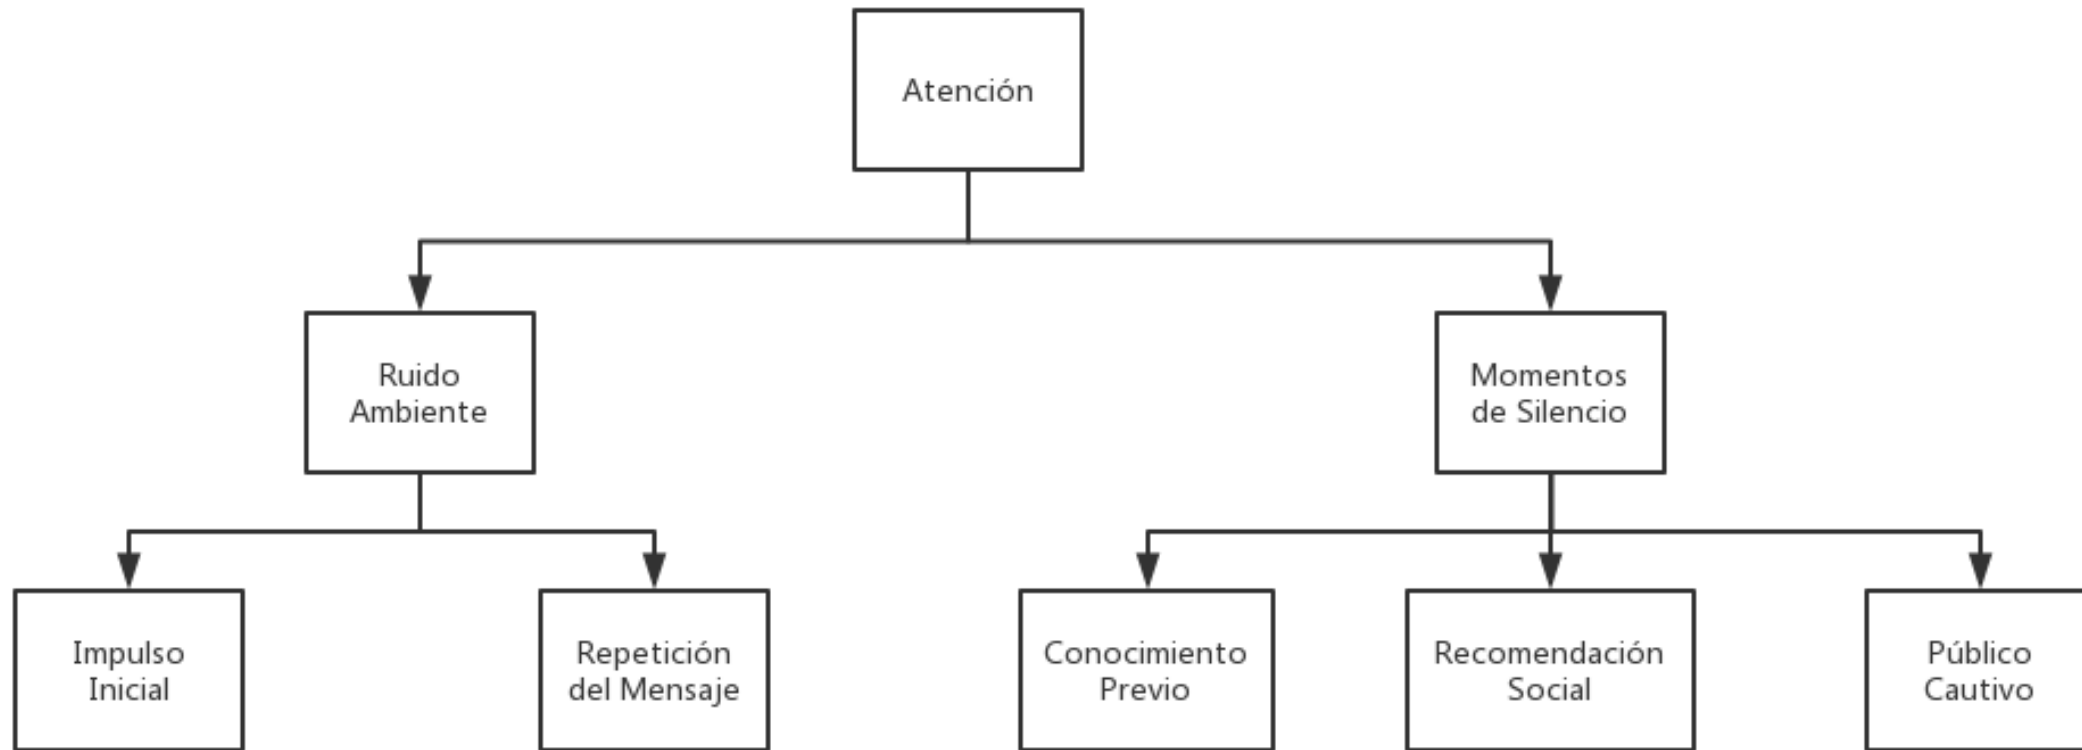 Atención
Ruido
Ambiente
Momentos
de Silencio
Impulso
Inicial
Repetición
del Mensaje
Conocimiento
Previo
Recomendación
Social
Público
Cautivo